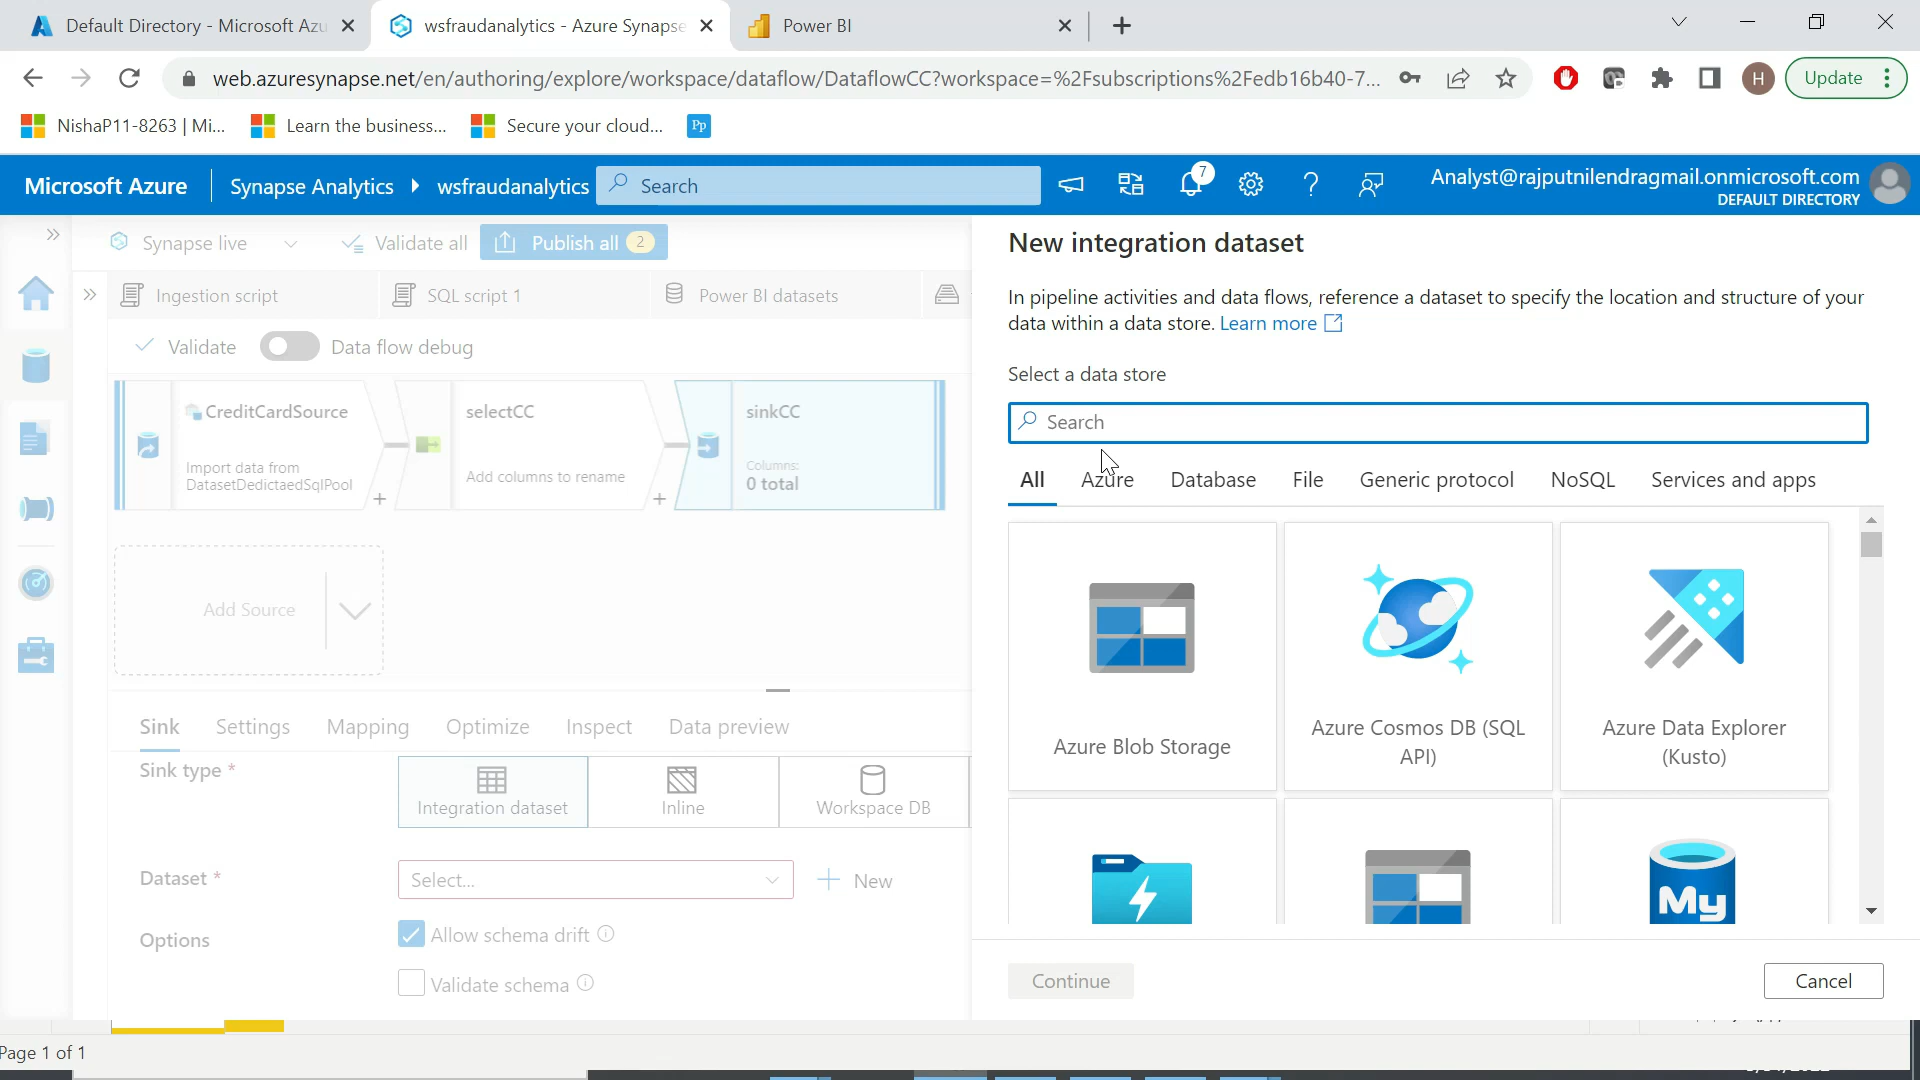 Default Directory - Microsoft Azu
wsfraudanalytics - Azure Synapse
Power BI
web.azuresynapse.net/en/authoring/explore/workspace/dataflow/DataflowCC?workspace=%2Fsubscriptions%2Fedb16b40-7...
H
Update
NishaP11-8263 | Mi...
Learn the business...
Secure your cloud...
Pp
Microsoft Azure
Synapse Analytics
wsfraudanalytics
Search
7
Analyst@rajputnilendragmail.onmicrosoft.com
DEFAULT DIRECTORY
Synapse live
Validate all
Publish all 2
Ingestion script
SQL script 1
Power BI datasets
Validate
Data flow debug
CreditCardSource
Import data from
DatasetDedictaedSqlPool
+
selectCC
Add columns to rename
+
sinkCC
Columns:
0 total
Add Source
Sink
Settings
Mapping
Optimize
Inspect
Data preview
Sink type *
Integration dataset
Inline
Workspace DB
Dataset *
Select...
New
Options
Allow schema drift
Validate schema
New integration dataset
In pipeline activities and data flows, reference a dataset to specify the location and structure of your
data within a data store. Learn more
Select a data store
Search
All
Azure
Database
File
Generic protocol
NoSQL
Services and apps
Azure Blob Storage
Azure Cosmos DB (SQL
API)
Azure Data Explorer
(Kusto)
My
Continue
Cancel
Page 1 of 1